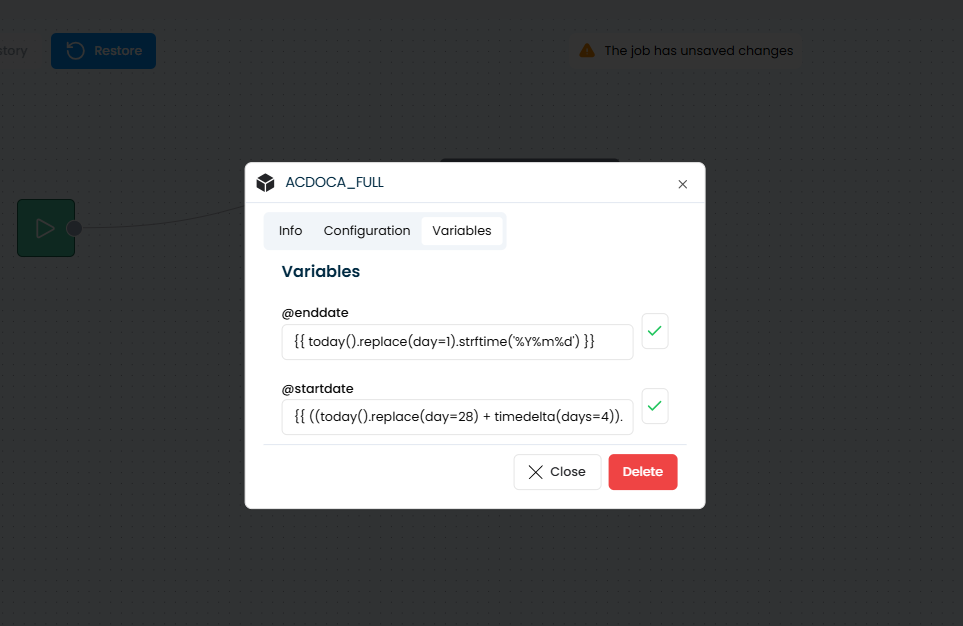 story
Restore
The job has unsaved changes
ACDOCA_FULL
Info
Configuration
Variables
Variables
@enddate
{{ today().replace(day=1).strftime('%Y%m%d') }}
@startdate
{{ ((today().replace(day=28) + timedelta(days=4)).
Close
Delete